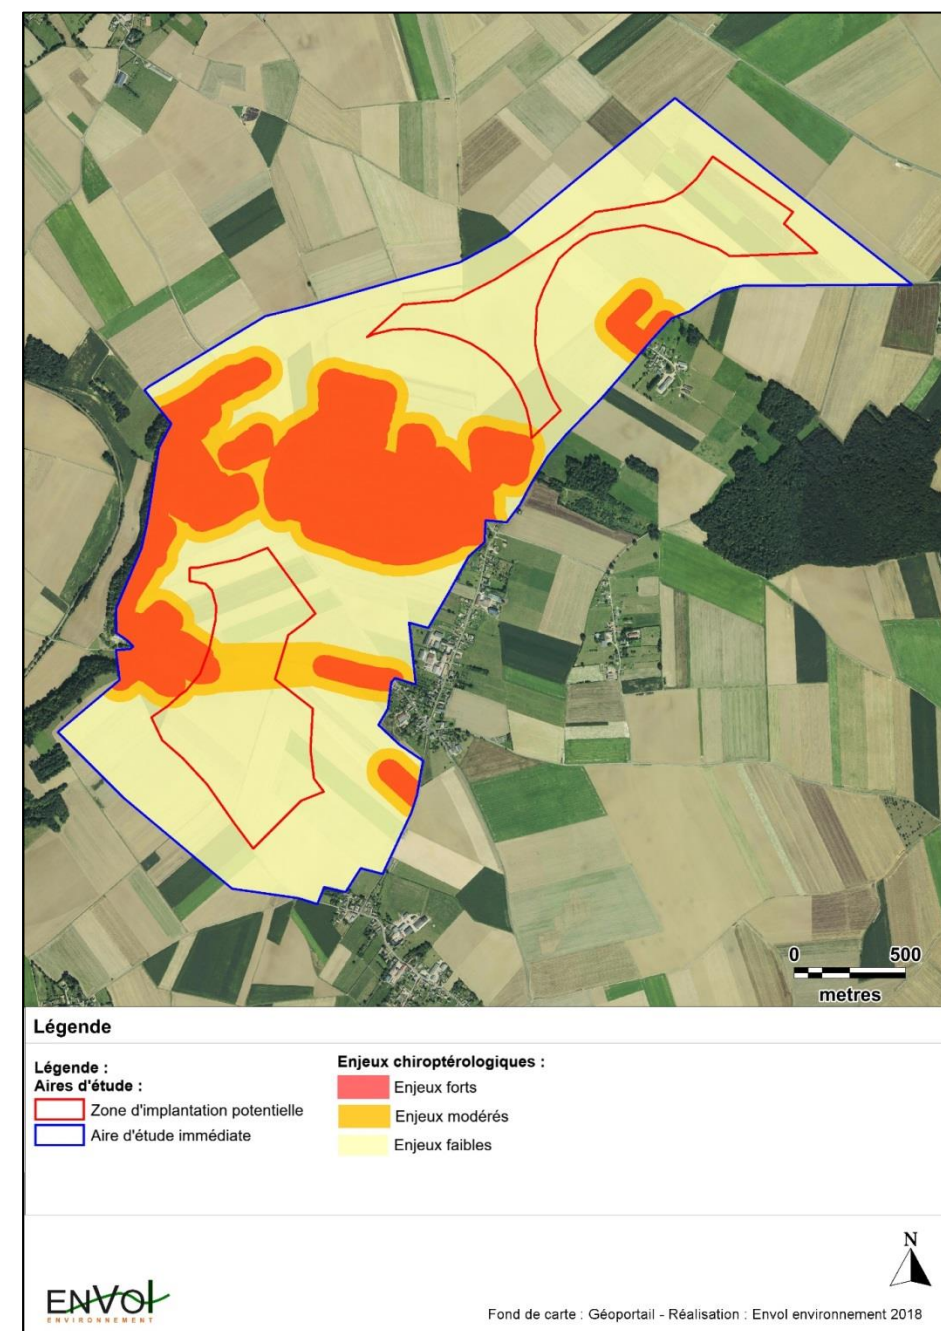 0 500
metres
Légende
Légende :
Aires d'étude :
Zone d'implantation potentielle
Aire d'étude immédiate
Enjeux chiroptérologiques :
Enjeux forts
Enjeux modérés
Enjeux faibles
N
ENVOL
ENVIRONNEMENT
Fond de carte : Géoportail - Réalisation : Envol environnement 2018